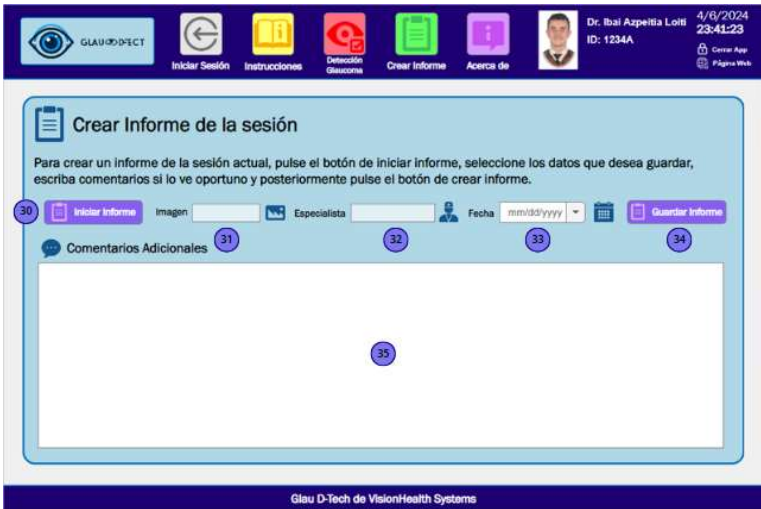 GLAUCODETECT
Iniciar Sesión
Instrucciones
Detección
Glaucoma
Crear Informe
Acerca de
Dr. Ibai Azpeitia Loiti
ID: 1234A
4/6/2024
23:41:23
Cerrar App
Página Web
Crear Informe de la sesión
Para crear un informe de la sesión actual, pulse el botón de iniciar informe, seleccione los datos que desea guardar,
escriba comentarios si lo ve oportuno y posteriormente pulse el botón de crear informe.
30 Iniciar Informe Imagen Especialista Fecha mm/dd/yyyy Guardar Informe
31 32 33 34
Comentarios Adicionales
35
Glau D-Tech de VisionHealth Systems